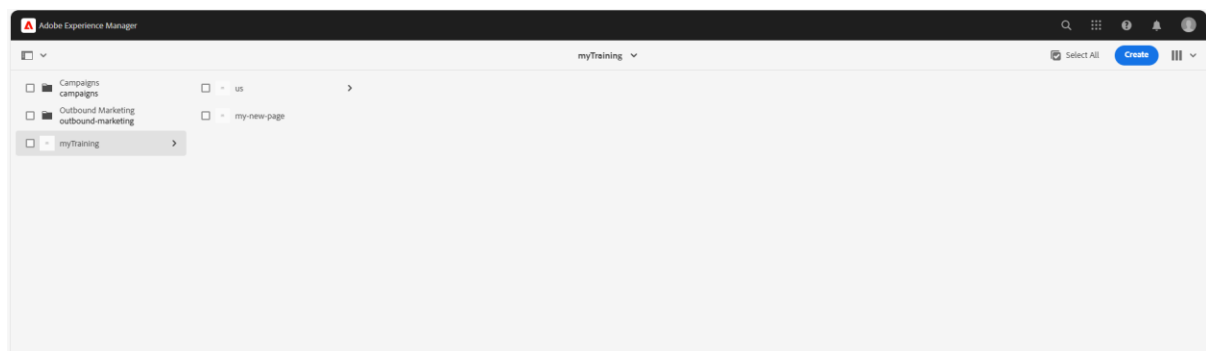 Adobe Experience Manager
myTraining
Select All
Create
Campaigns
campaigns
Outbound Marketing
outbound-marketing
myTraining
us
my-new-page